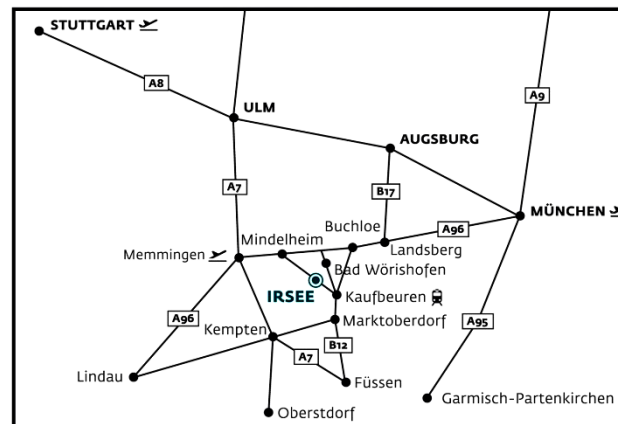 STUTTGART
A8
ULM
A9
AUGSBURG
A7
B17
MÜNCHEN
Buchloe
A96
Mindelheim
Landsberg
Memmingen
Bad Wörishofen
IRSEE
Kaufbeuren
A96
Marktoberdorf
A95
Kempten
B12
A7
Lindau
Füssen
Garmisch-Partenkirchen
Oberstdorf